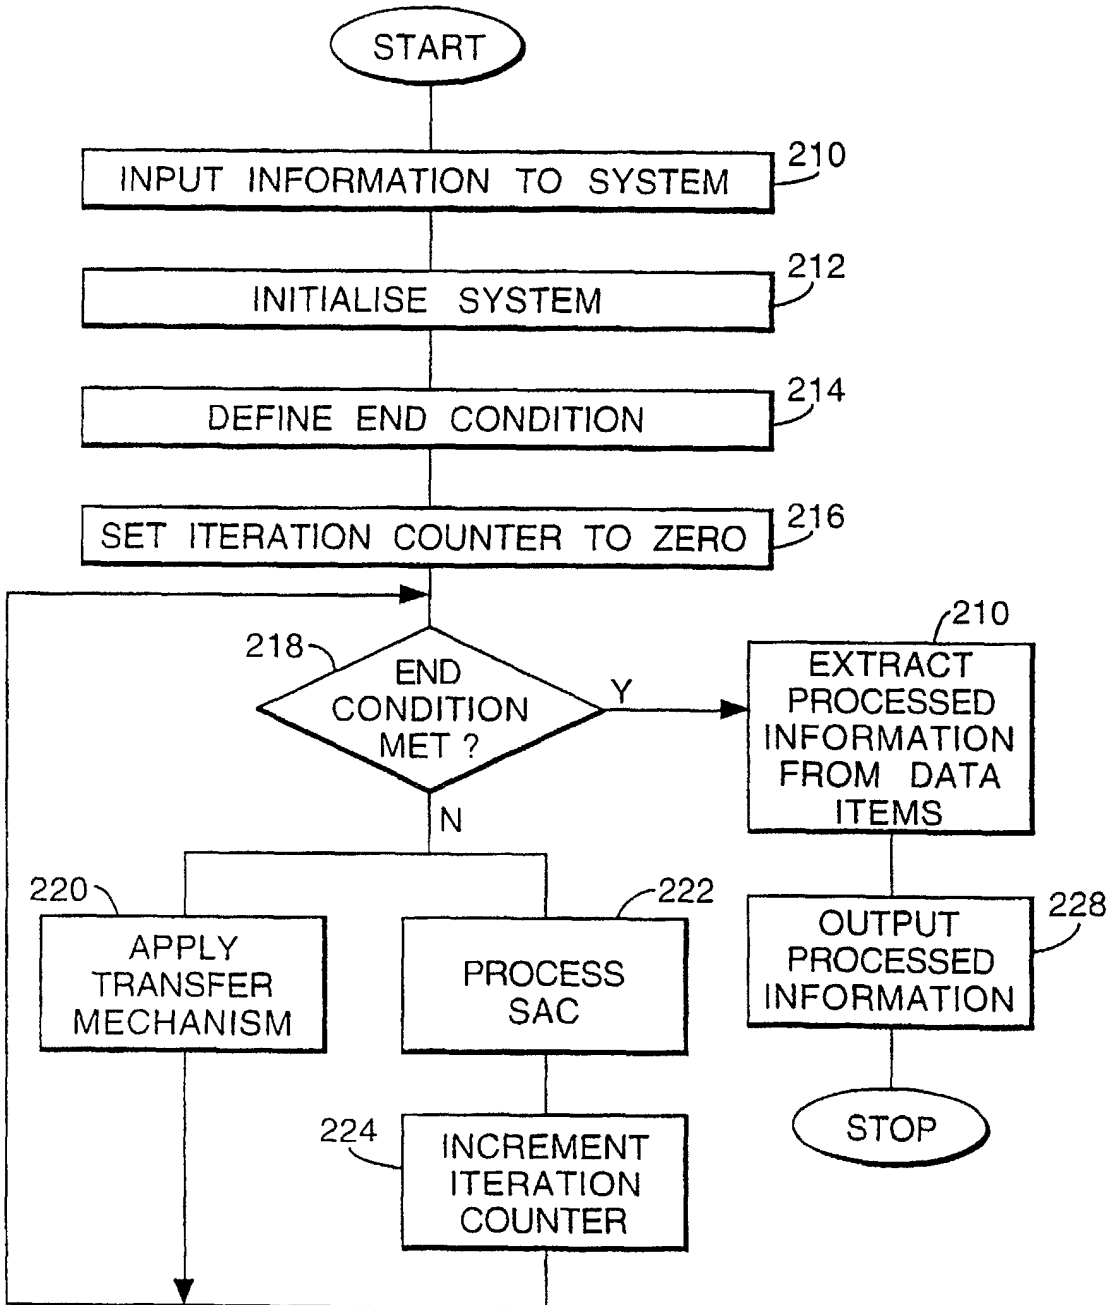 START
210
INPUT INFORMATION TO SYSTEM
212
INITIALISE SYSTEM
214
DEFINE END CONDITION
216
SET ITERATION COUNTER TO ZERO
218
END
CONDITION
MET ?
Y
N
210
EXTRACT
PROCESSED
INFORMATION
FROM DATA
ITEMS
220
APPLY
TRANSFER
MECHANISM
222
PROCESS
SAC
228
OUTPUT
PROCESSED
INFORMATION
224
INCREMENT
ITERATION
COUNTER
STOP